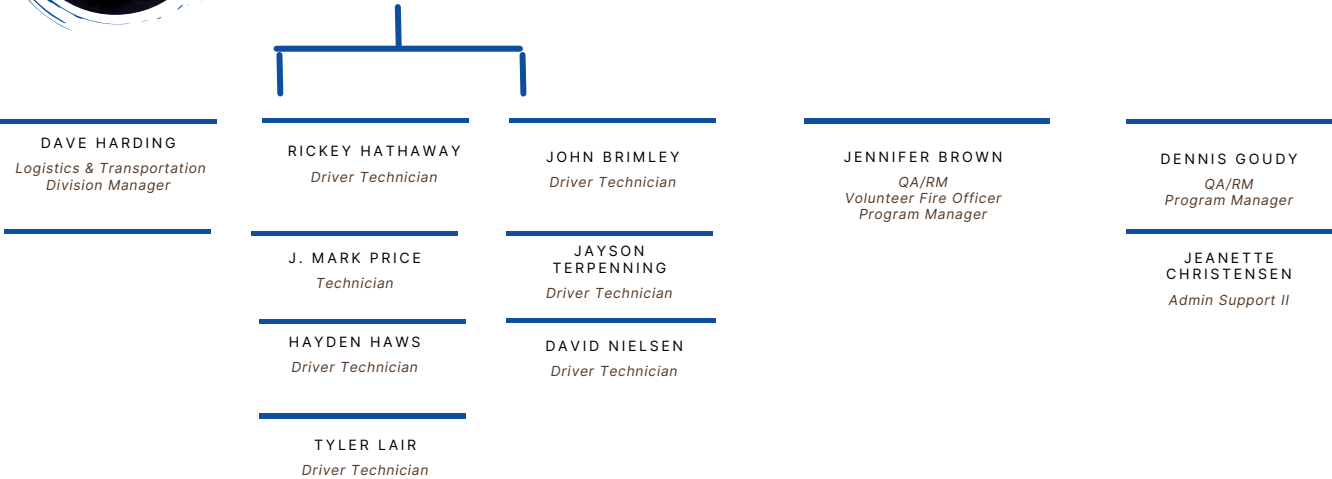 DAVE HARDING
Logistics & Transportation
Division Manager
RICKEY HATHAWAY
Driver Technician
J. MARK PRICE
Technician
HAYDEN HAWS
Driver Technician
TYLER LAIR
Driver Technician
JOHN BRIMLEY
Driver Technician
JAYSON
TERPENNING
Driver Technician
DAVID NIELSEN
Driver Technician
JENNIFER BROWN
QA/RM
Volunteer Fire Officer
Program Manager
DENNIS GOUDY
QA/RM
Program Manager
JEANETTE
CHRISTENSEN
Admin Support II